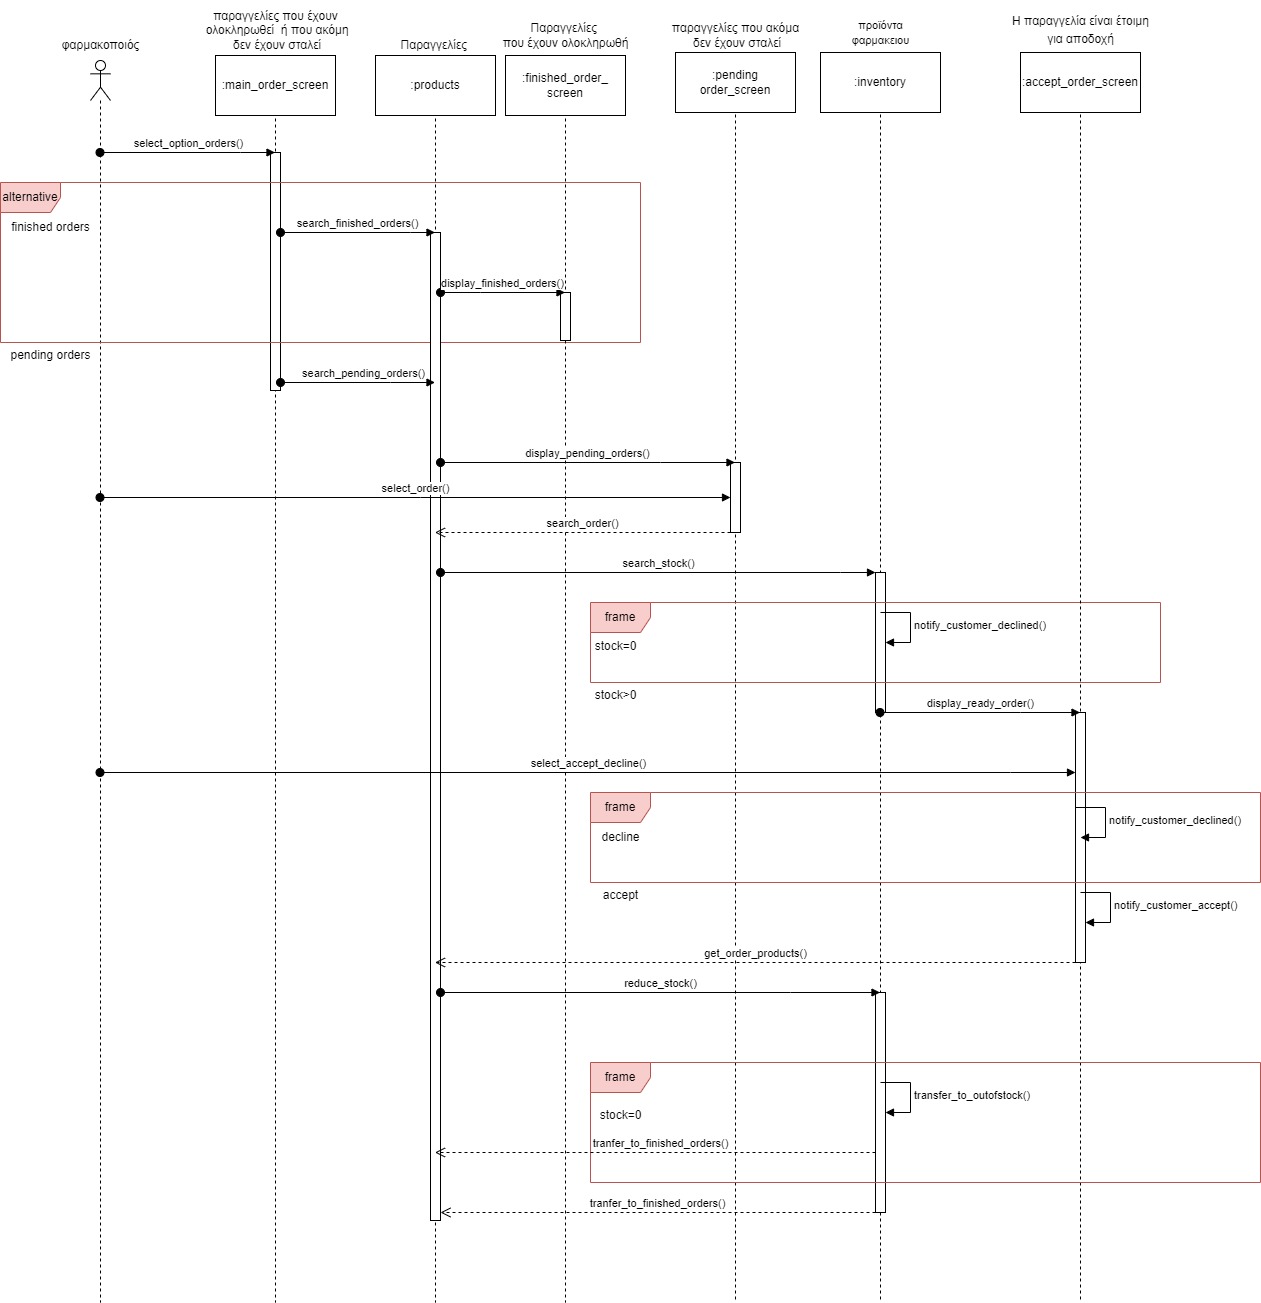 φαρμακοποιός
παραγγελίες που έχουν
ολοκληρωθεί ή που ακόμη
δεν έχουν σταλεί
Παραγγελίες
Παραγγελίες
που έχουν ολοκληρωθή
παραγγελίες που ακόμα
δεν έχουν σταλεί
προϊόντα
φαρμακειου
Η παραγγελία είναι έτοιμη
για αποδοχή
:main_order_screen
:products
:finished_order_
screen
:pending
order_screen
:inventory
:accept_order_screen
select_option_orders()
alternative
finished orders
search_finished_orders()
display_finished_orders()
pending orders
search_pending_orders()
display_pending_orders()
select_order()
search_order()
search_stock()
frame
notify_customer_declined()
stock=0
stock>0
display_ready_order()
select_accept_decline()
frame
notify_customer_declined()
decline
accept
notify_customer_accept()
get_order_products()
reduce_stock()
frame
transfer_to_outofstock()
stock=0
tranfer_to_finished_orders()
tranfer_to_finished_orders()